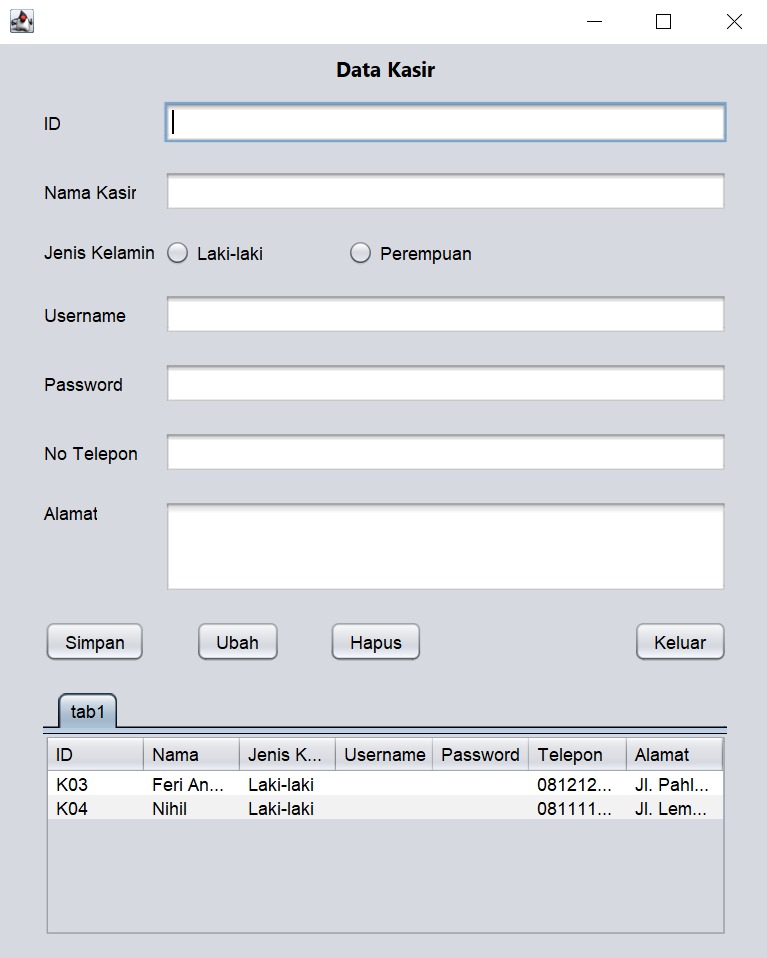 Data Kasir
ID
Nama Kasir
Jenis Kelamin Laki-laki Perempuan
Username
Password
No Telepon
Alamat
Simpan Ubah Hapus Keluar
tab1
ID Nama Jenis K... Username Password Telepon Alamat
K03 Feri An... Laki-laki 081212... Jl. Pahl...
K04 Nihil Laki-laki 081111... Jl. Lem...